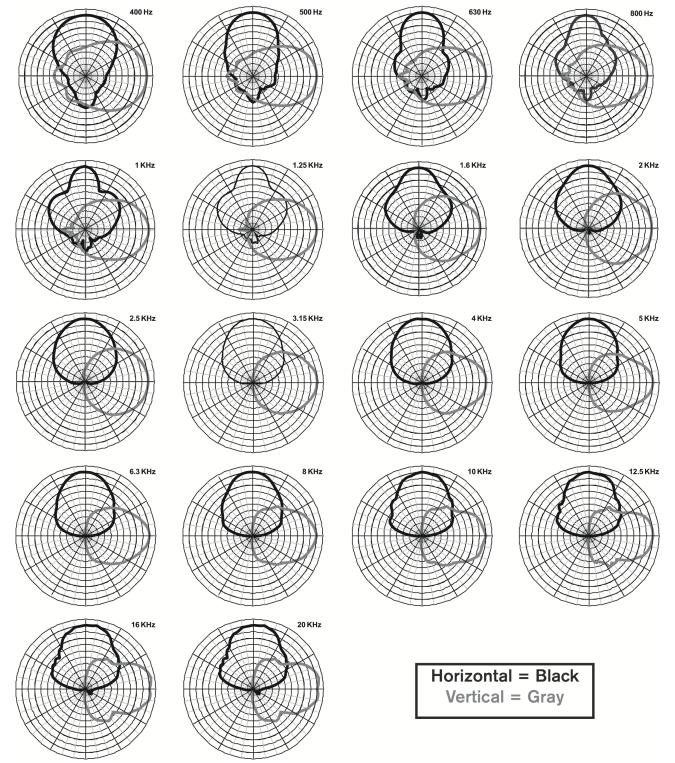 400 Hz
500 Hz
630 Hz
800 Hz
1 KHz
1.25 KHz
1.6 KHz
2 KHz
2.5 KHz
3.15 KHz
4 KHz
5 KHz
6.3 KHz
8 KHz
10 KHz
12.5 KHz
16 KHz
20 KHz
Horizontal = Black
Vertical = Gray